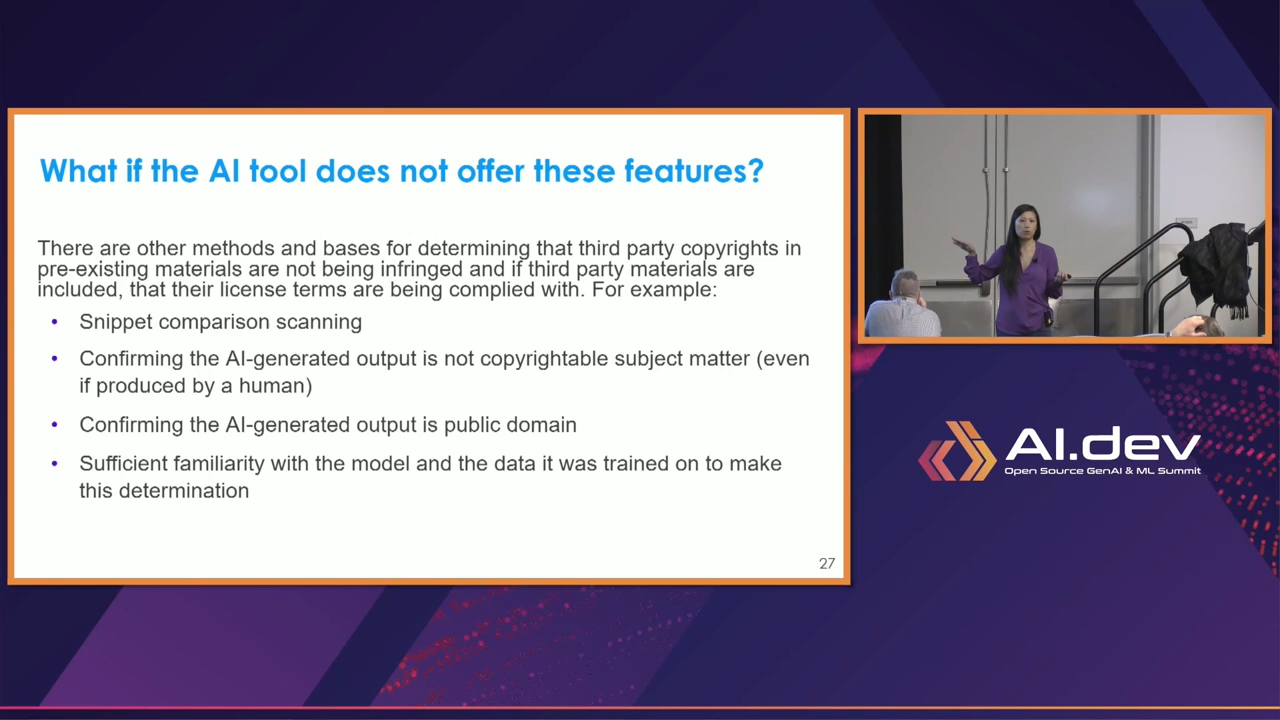 What if the AI tool does not offer these features?
There are other methods and bases for determining that third party copyrights in
pre-existing materials are not being infringed and if third party materials are
included, that their license terms are being complied with. For example:
• Snippet comparison scanning
• Confirming the AI-generated output is not copyrightable subject matter (even
if produced by a human)
• Confirming the AI-generated output is public domain
• Sufficient familiarity with the model and the data it was trained on to make
this determination
27
AI.dev
Open Source GenAI & ML Summit